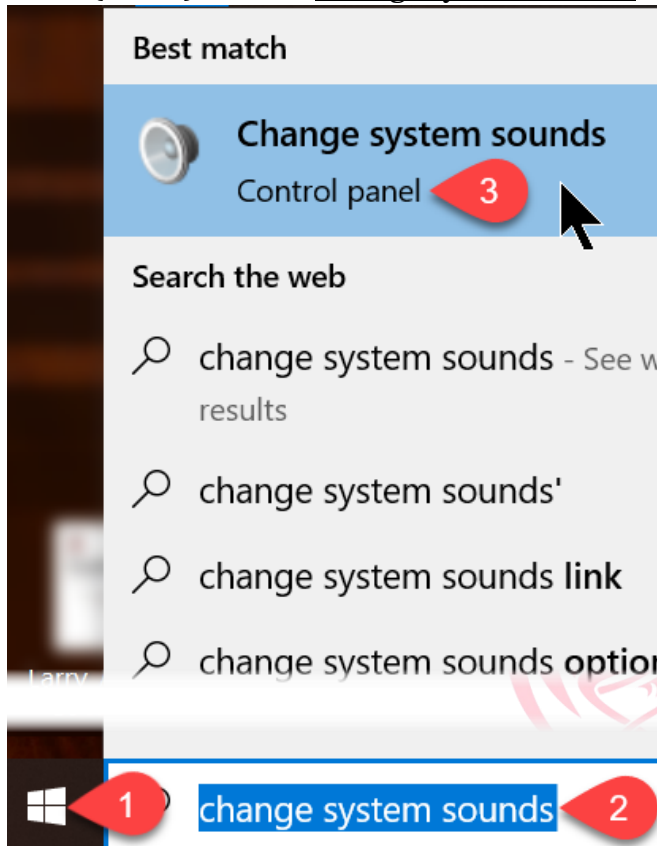 Best match
Change system sounds
Control panel
3
Search the web
change system sounds - See
results
change system sounds'
change system sounds link
change system sounds
Larry
1
change system sounds
2